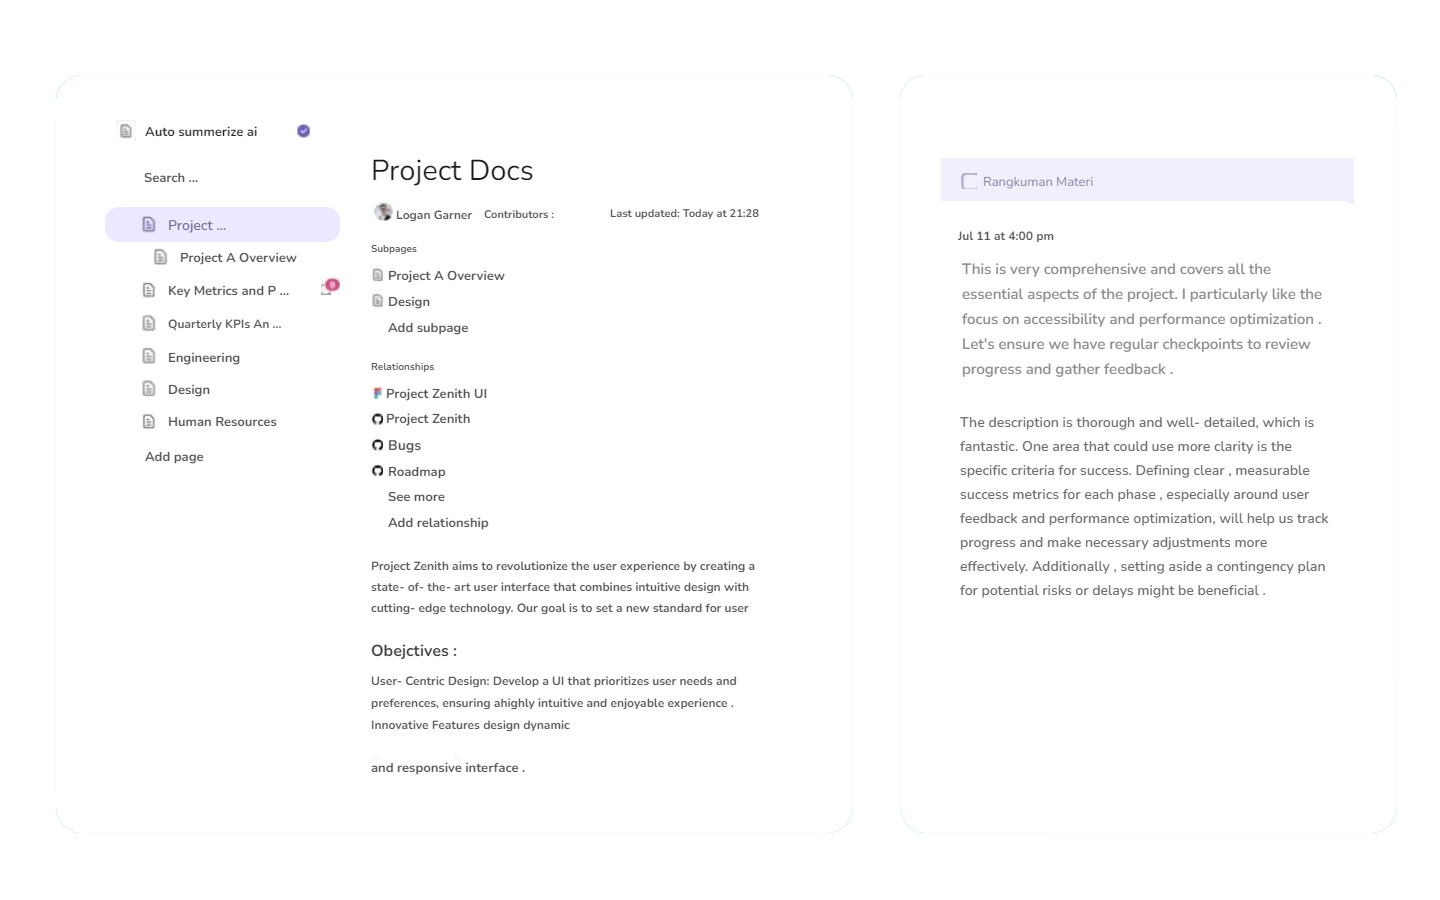 Auto summerize ai
Search ...
Project ...
Project A Overview
Key Metrics and P ...
9
Quarterly KPIs An ...
Engineering
Design
Human Resources
Add page
Project Docs
Logan Garner Contributors : Last updated: Today at 21:28
Subpages
Project A Overview
Design
Add subpage
Relationships
Project Zenith UI
Project Zenith
Bugs
Roadmap
See more
Add relationship
Project Zenith aims to revolutionize the user experience by creating a
state- of- the- art user interface that combines intuitive design with
cutting- edge technology. Our goal is to set a new standard for user
Obejctives :
User- Centric Design: Develop a UI that prioritizes user needs and
preferences, ensuring ahighly intuitive and enjoyable experience .
Innovative Features design dynamic
and responsive interface .
Rangkuman Materi
Jul 11 at 4:00 pm
This is very comprehensive and covers all the
essential aspects of the project. I particularly like the
focus on accessibility and performance optimization .
Let's ensure we have regular checkpoints to review
progress and gather feedback .
The description is thorough and well- detailed, which is
fantastic. One area that could use more clarity is the
specific criteria for success. Defining clear , measurable
success metrics for each phase , especially around user
feedback and performance optimization, will help us track
progress and make necessary adjustments more
effectively. Additionally , setting aside a contingency plan
for potential risks or delays might be beneficial .